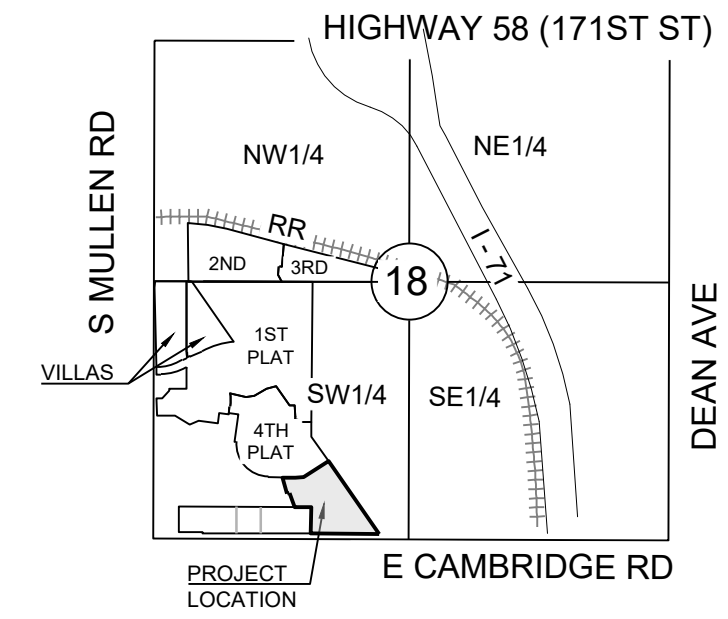 HIGHWAY 58 (171ST ST)
S MULLEN RD
NW1/4
NE1/4
RR
I - 71
2ND
3RD
18
DEAN AVE
VILLAS
1ST
PLAT
SW1/4
SE1/4
4TH
PLAT
PROJECT
LOCATION
E CAMBRIDGE RD